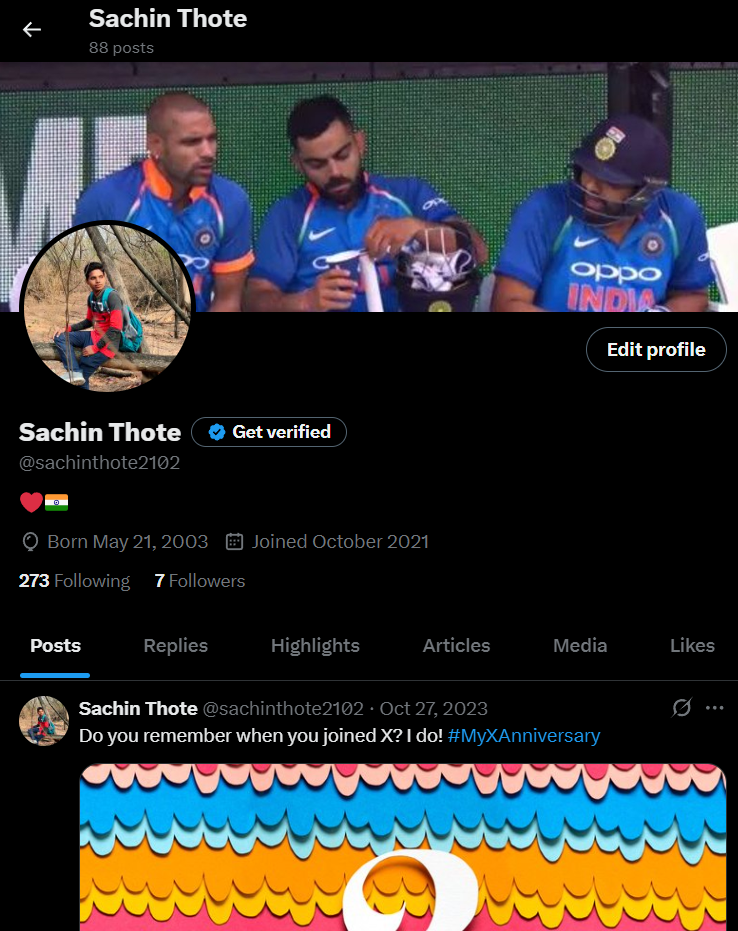 Sachin Thote
88 posts
oppo
INDIA
Edit profile
Sachin Thote Get verified
@sachinthote2102
❤️🇮🇳
Born May 21, 2003 Joined October 2021
273 Following 7 Followers
Posts Replies Highlights Articles Media Likes
Sachin Thote @sachinthote2102 · Oct 27, 2023
Do you remember when you joined X? I do! #MyXAnniversary
2